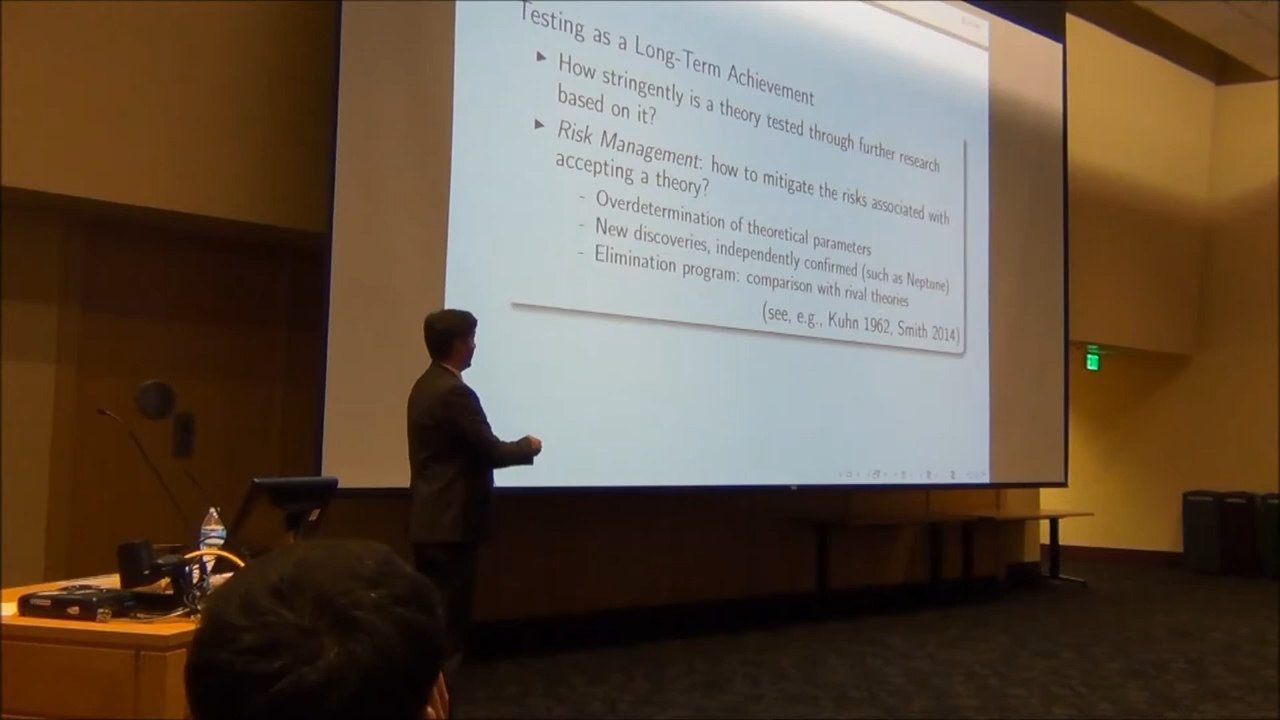 Testing as a Long-Term Achievement
▶ How stringently is a theory tested through further research
based on it?
▶ Risk Management: how to mitigate the risks associated with
accepting a theory?
- Overdetermination of theoretical parameters
- New discoveries, independently confirmed (such as Neptune)
- Elimination program: comparison with rival theories
(see, e.g., Kuhn 1962, Smith 2014)